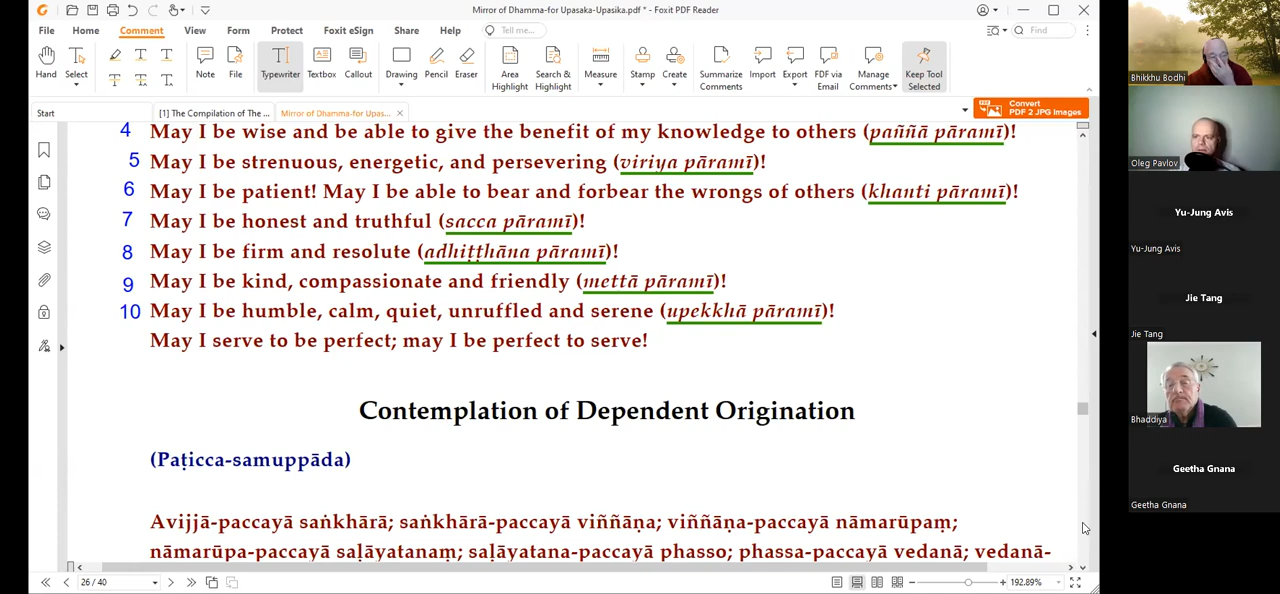 Mirror of Dhamma-for Upasaka-Upasika.pdf * - Foxit PDF Reader
File Home Comment View Form Protect Foxit eSign Share Help Tell me... Find
Hand Select Note File Typewriter Textbox Callout Drawing Pencil Eraser Area Highlight Search & Highlight Measure Stamp Create Summarize Comments Import Export FDF via Email Manage Comments Keep Tool Selected
Start [1] The Compilation of The ... Mirror of Dhamma-for Upas... × Convert PDF 2 JPG Images
4 May I be wise and be able to give the benefit of my knowledge to others (paññā pāramī)!
5 May I be strenuous, energetic, and persevering (viriya pāramī)!
6 May I be patient! May I be able to bear and forbear the wrongs of others (khanti pāramī)!
7 May I be honest and truthful (sacca pāramī)!
8 May I be firm and resolute (adhiṭṭhāna pāramī)!
9 May I be kind, compassionate and friendly (mettā pāramī)!
10 May I be humble, calm, quiet, unruffled and serene (upekkhā pāramī)!
May I serve to be perfect; may I be perfect to serve!
Contemplation of Dependent Origination
(Paṭicca-samuppāda)
Avijjā-paccayā saṅkhārā; saṅkhārā-paccayā viññāṇa; viññāṇa-paccayā nāmarūpaṃ;
nāmarūpa-paccayā saḷāyatanaṃ; saḷāyatana-paccayā phasso; phassa-paccayā vedanā; vedanā-
26 / 40 192.89%
Bhikkhu Bodhi
Oleg Pavlov
Yu-Jung Avis
Yu-Jung Avis
Jie Tang
Jie Tang
Bhaddiya
Geetha Gnana
Geetha Gnana